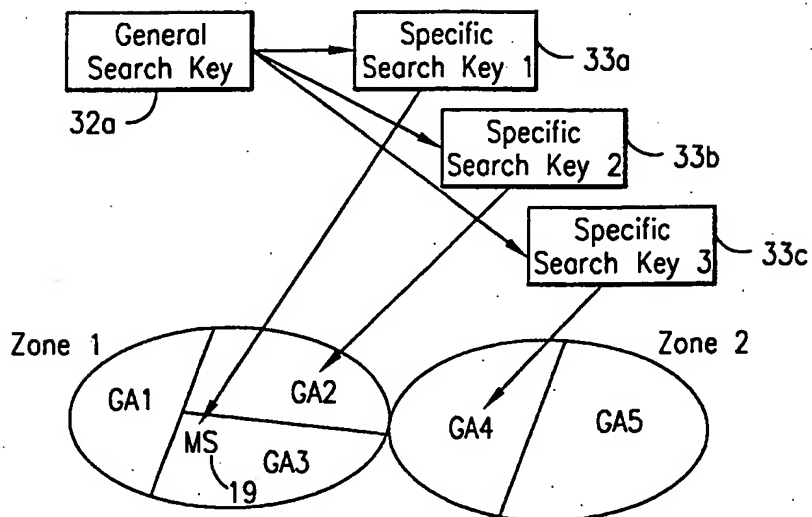 General
Search Key
32a
Specific
Search Key 1
33a
Specific
Search Key 2
33b
Specific
Search Key 3
33c
Zone 1
Zone 2
GA1
GA2
MS
19
GA3
GA4
GA5